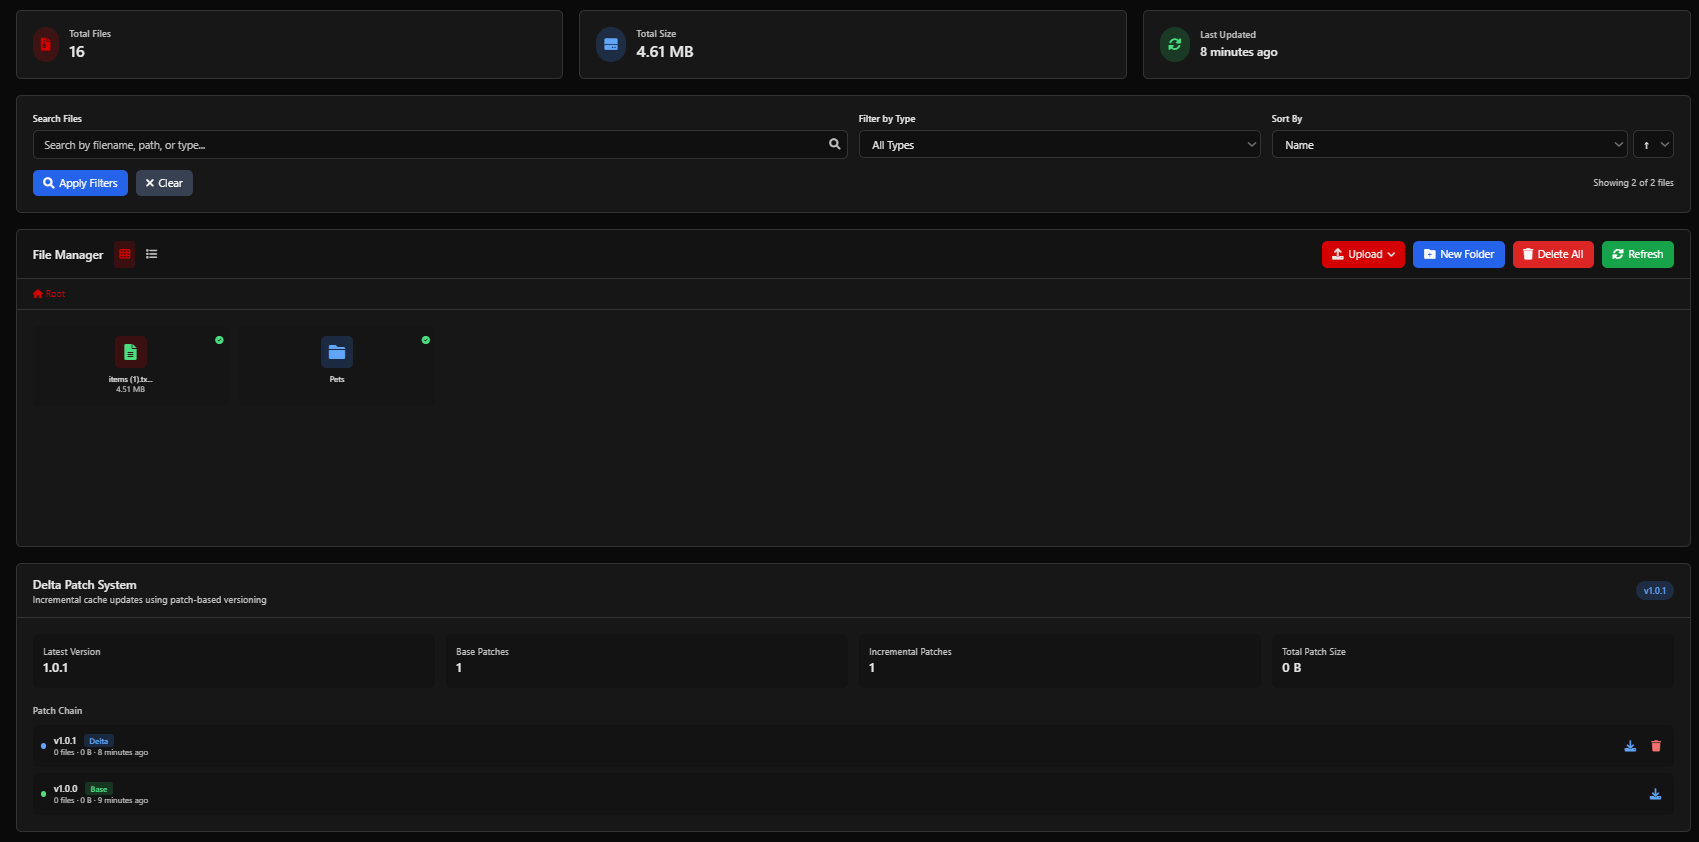 Total Files
16
Total Size
4.61 MB
Last Updated
8 minutes ago
Search Files
Search by filename, path, or type...
Filter by Type
All Types
Sort By
Name
↑
Apply Filters
Clear
Showing 2 of 2 files
File Manager
Upload
New Folder
Delete All
Refresh
Root
items (1).tx...
4.51 MB
Pets
Delta Patch System
Incremental cache updates using patch-based versioning
v1.0.1
Latest Version
1.0.1
Base Patches
1
Incremental Patches
1
Total Patch Size
0 B
Patch Chain
v1.0.1 Delta
0 files · 0 B · 8 minutes ago
v1.0.0 Base
0 files · 0 B · 9 minutes ago